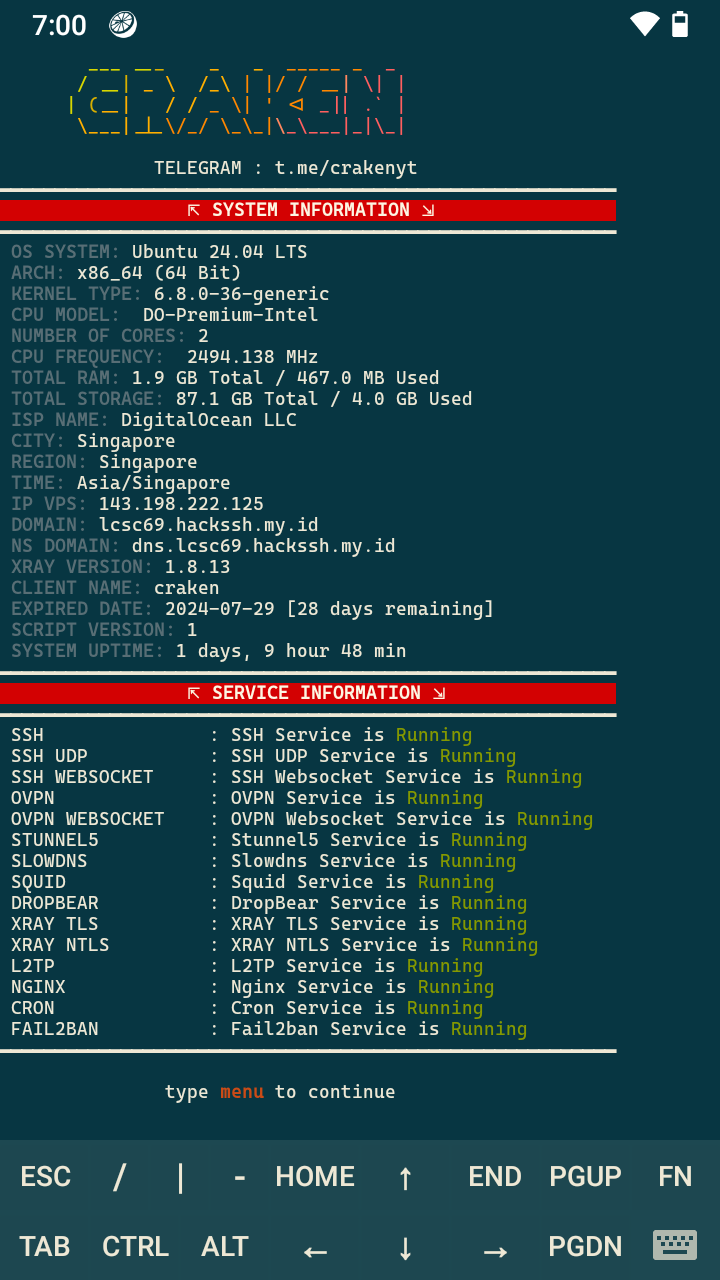 7:00
CRAKEN
TELEGRAM : t.me/crakenyt
⇱ SYSTEM INFORMATION ⇲
OS SYSTEM: Ubuntu 24.04 LTS
ARCH: x86_64 (64 Bit)
KERNEL TYPE: 6.8.0-36-generic
CPU MODEL:  DO-Premium-Intel
NUMBER OF CORES: 2
CPU FREQUENCY:  2494.138 MHz
TOTAL RAM: 1.9 GB Total / 467.0 MB Used
TOTAL STORAGE: 87.1 GB Total / 4.0 GB Used
ISP NAME: DigitalOcean LLC
CITY: Singapore
REGION: Singapore
TIME: Asia/Singapore
IP VPS: 143.198.222.125
DOMAIN: lcsc69.hackssh.my.id
NS DOMAIN: dns.lcsc69.hackssh.my.id
XRAY VERSION: 1.8.13
CLIENT NAME: craken
EXPIRED DATE: 2024-07-29 [28 days remaining]
SCRIPT VERSION: 1
SYSTEM UPTIME: 1 days, 9 hour 48 min
⇱ SERVICE INFORMATION ⇲
SSH : SSH Service is Running
SSH UDP : SSH UDP Service is Running
SSH WEBSOCKET : SSH Websocket Service is Running
OVPN : OVPN Service is Running
OVPN WEBSOCKET : OVPN Websocket Service is Running
STUNNEL5 : Stunnel5 Service is Running
SLOWDNS : Slowdns Service is Running
SQUID : Squid Service is Running
DROPBEAR : DropBear Service is Running
XRAY TLS : XRAY TLS Service is Running
XRAY NTLS : XRAY NTLS Service is Running
L2TP : L2TP Service is Running
NGINX : Nginx Service is Running
CRON : Cron Service is Running
FAIL2BAN : Fail2ban Service is Running
type menu to continue
ESC / | - HOME ↑ END PGUP FN
TAB CTRL ALT ← ↓ → PGDN